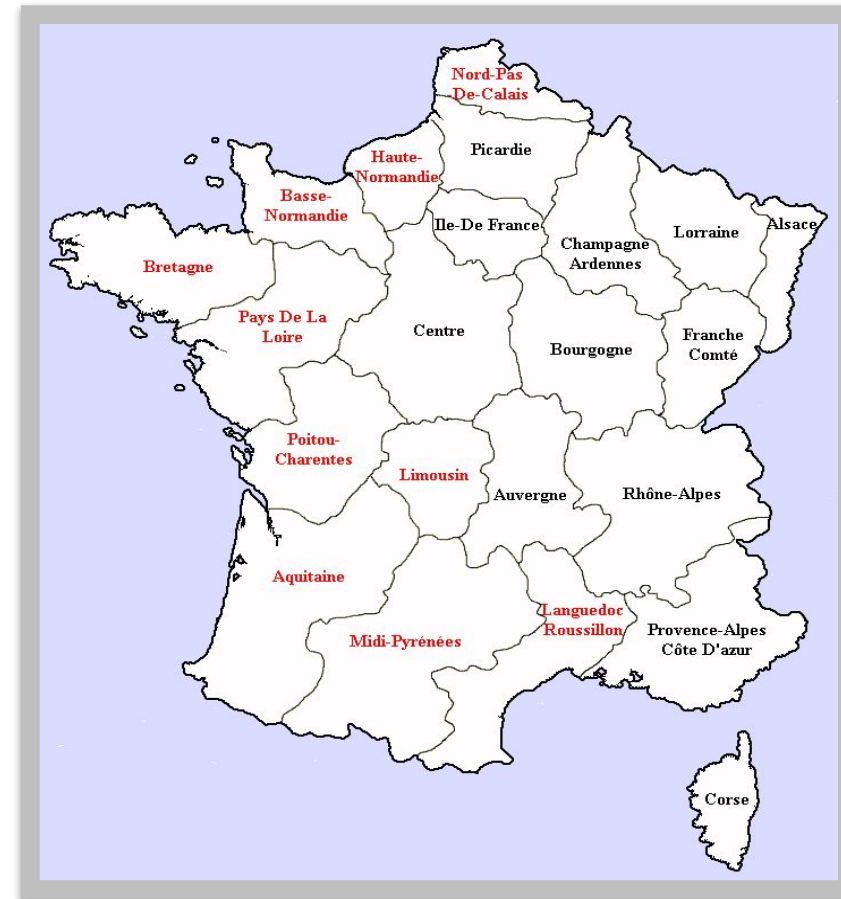 Nord-Pas
De-Calais
Haute-
Normandie
Picardie
Basse-
Normandie
Ile-De France
Champagne
Ardennes
Lorraine
Alsace
Bretagne
Pays De La
Loire
Centre
Bourgogne
Franche
Comté
Poitou-
Charentes
Limousin
Auvergne
Rhône-Alpes
Aquitaine
Midi-Pyrénées
Languedoc
Roussillon
Provence-Alpes
Côte D'azur
Corse